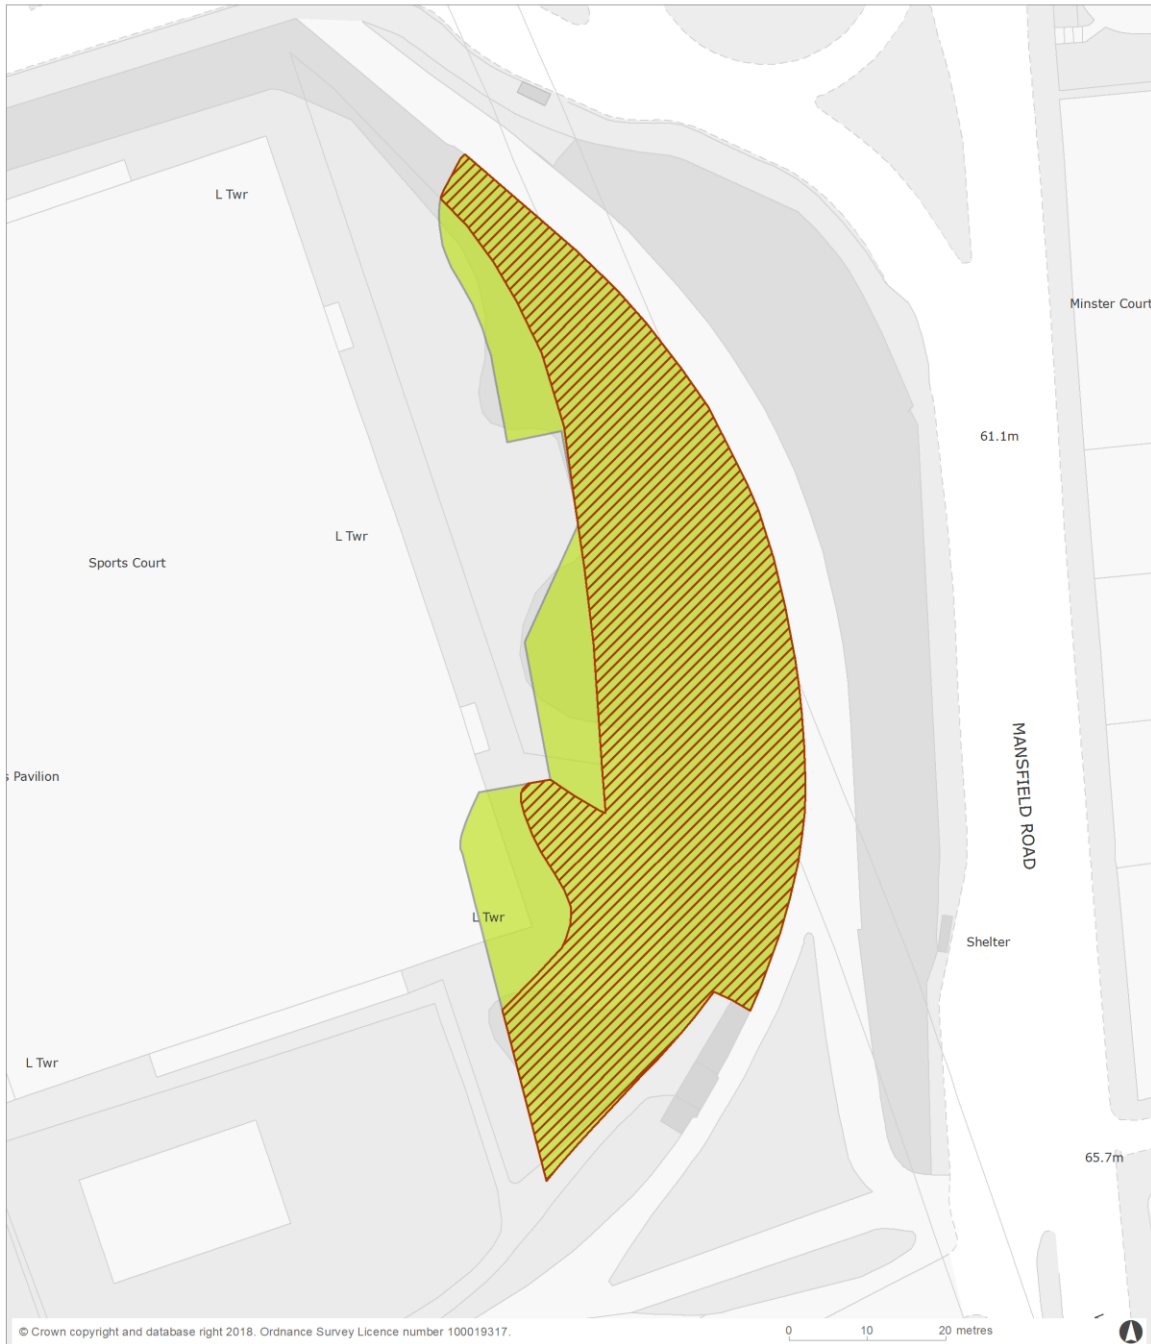 L Twr
Minster Court
61.1m
L Twr
Sports Court
MANSFIELD ROAD
s Pavilion
L Twr
Shelter
L Twr
65.7m
© Crown copyright and database right 2018. Ordnance Survey Licence number 100019317.
0 10 20 metres